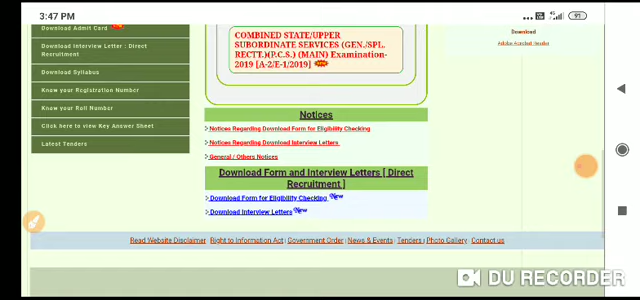 3:47 PM
91
Download Admit Card
Download Interview Letter : Direct
Recruitment
Download Syllabus
Know your Registration Number
Know your Roll Number
Click here to view Key Answer Sheet
Latest Tenders
COMBINED STATE/UPPER
SUBORDINATE SERVICES (GEN./SPL.
RECTT.)(P.C.S.) (MAIN) Examination-
2019 [A-2/E-1/2019]
Notices
> Notices Regarding Download Form for Eligibility Checking
> Notices Regarding Download Interview Letters
> General / Others Notices
Download Form and Interview Letters [ Direct
Recruitment ]
> Download Form for Eligibility Checking New
> Download Interview Letters New
Download
Adobe Acrobat Reader
Read Website Disclaimer | Right to Information Act | Government Order | News & Events | Tenders | Photo Gallery | Contact us
DU RECORDER